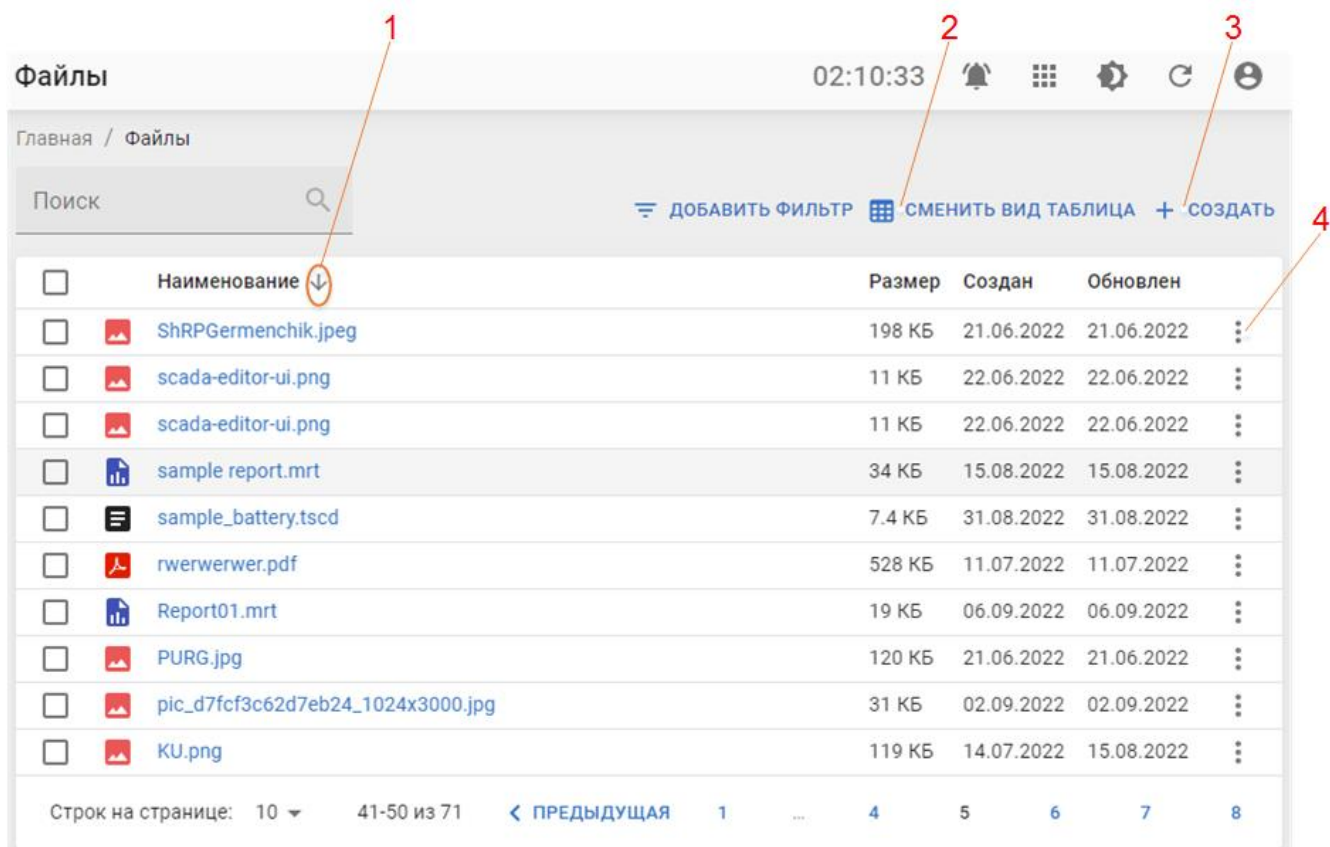 1 2 3
Файлы 02:10:33
Главная / Файлы
Поиск ДОБАВИТЬ ФИЛЬТР СМЕНИТЬ ВИД ТАБЛИЦА + СОЗДАТЬ
4
Наименование ↓ Размер Создан Обновлен
ShRPGermenchik.jpeg 198 КБ 21.06.2022 21.06.2022
scada-editor-ui.png 11 КБ 22.06.2022 22.06.2022
scada-editor-ui.png 11 КБ 22.06.2022 22.06.2022
sample report.mrt 34 КБ 15.08.2022 15.08.2022
sample_battery.tscd 7.4 КБ 31.08.2022 31.08.2022
rwerwerwer.pdf 528 КБ 11.07.2022 11.07.2022
Report01.mrt 19 КБ 06.09.2022 06.09.2022
PURG.jpg 120 КБ 21.06.2022 21.06.2022
pic_d7fcf3c62d7eb24_1024x3000.jpg 31 КБ 02.09.2022 02.09.2022
KU.png 119 КБ 14.07.2022 15.08.2022
Строк на странице: 10 41-50 из 71 ПРЕДЫДУЩАЯ 1 ... 4 5 6 7 8